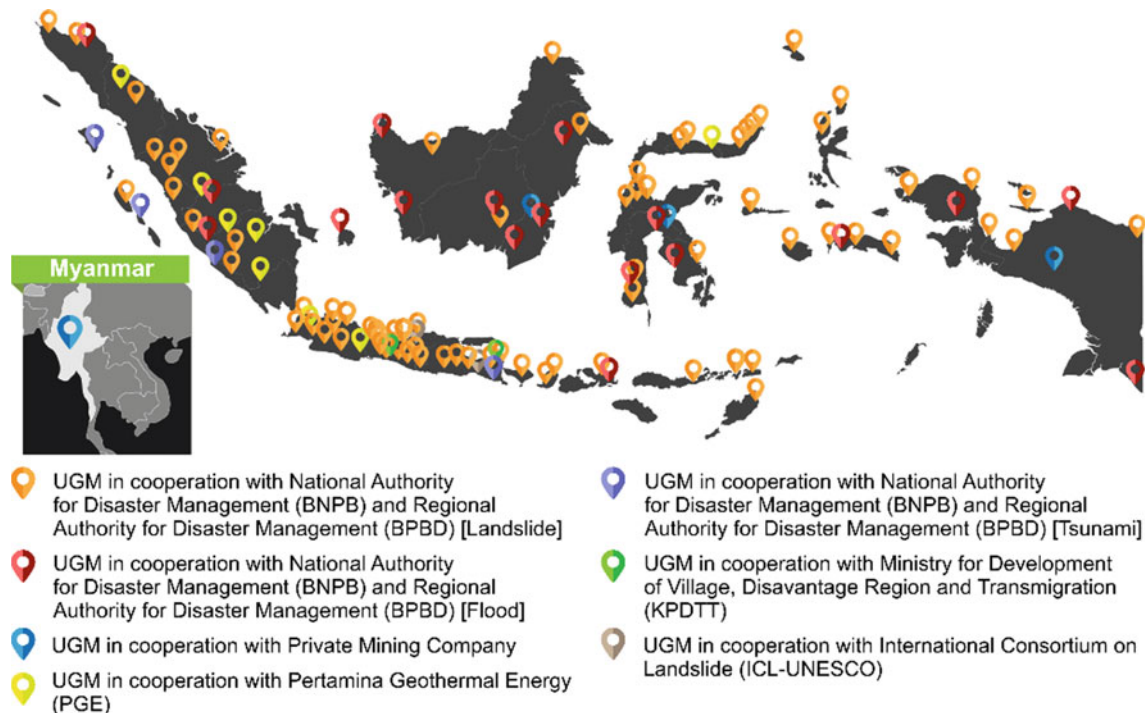 Myanmar
UGM in cooperation with National Authority
for Disaster Management (BNPB) and Regional
Authority for Disaster Management (BPBD) [Landslide]
UGM in cooperation with National Authority
for Disaster Management (BNPB) and Regional
Authority for Disaster Management (BPBD) [Flood]
UGM in cooperation with Private Mining Company
UGM in cooperation with Pertamina Geothermal Energy
(PGE)
UGM in cooperation with National Authority
for Disaster Management (BNPB) and Regional
Authority for Disaster Management (BPBD) [Tsunami]
UGM in cooperation with Ministry for Development
of Village, Disavantage Region and Transmigration
(KPDTT)
UGM in cooperation with International Consortium on
Landslide (ICL-UNESCO)